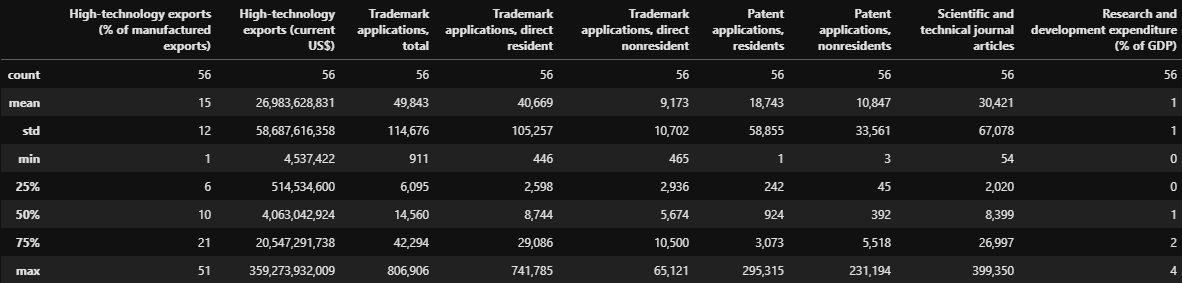 High-technology exports (% of manufactured exports) High-technology exports (current US$) Trademark applications, total Trademark applications, direct resident Trademark applications, direct nonresident Patent applications, residents Patent applications, nonresidents Scientific and technical journal articles Research and development expenditure (% of GDP)
count 56 56 56 56 56 56 56 56 56
mean 15 26,983,628,831 49,843 40,669 9,173 18,743 10,847 30,421 1
std 12 58,687,616,358 114,676 105,257 10,702 58,855 33,561 67,078 1
min 1 4,537,422 911 446 465 1 3 54 0
25% 6 514,534,600 6,095 2,598 2,936 242 45 2,020 0
50% 10 4,063,042,924 14,560 8,744 5,674 924 392 8,399 1
75% 21 20,547,291,738 42,294 29,086 10,500 3,073 5,518 26,997 2
max 51 359,273,932,009 806,906 741,785 65,121 295,315 231,194 399,350 4